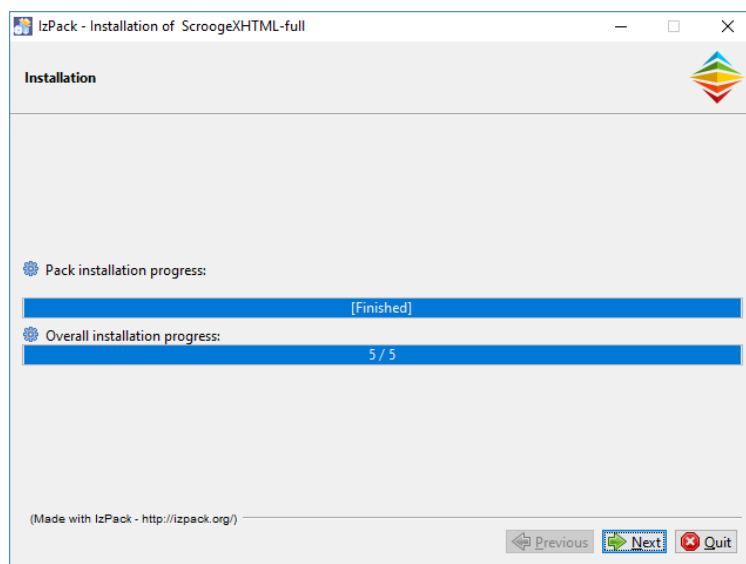 IzPack - Installation of ScroogeXHTML-full
Installation
Pack installation progress:
[Finished]
Overall installation progress:
5 / 5
(Made with IzPack - http://izpack.org/)
Previous Next Quit